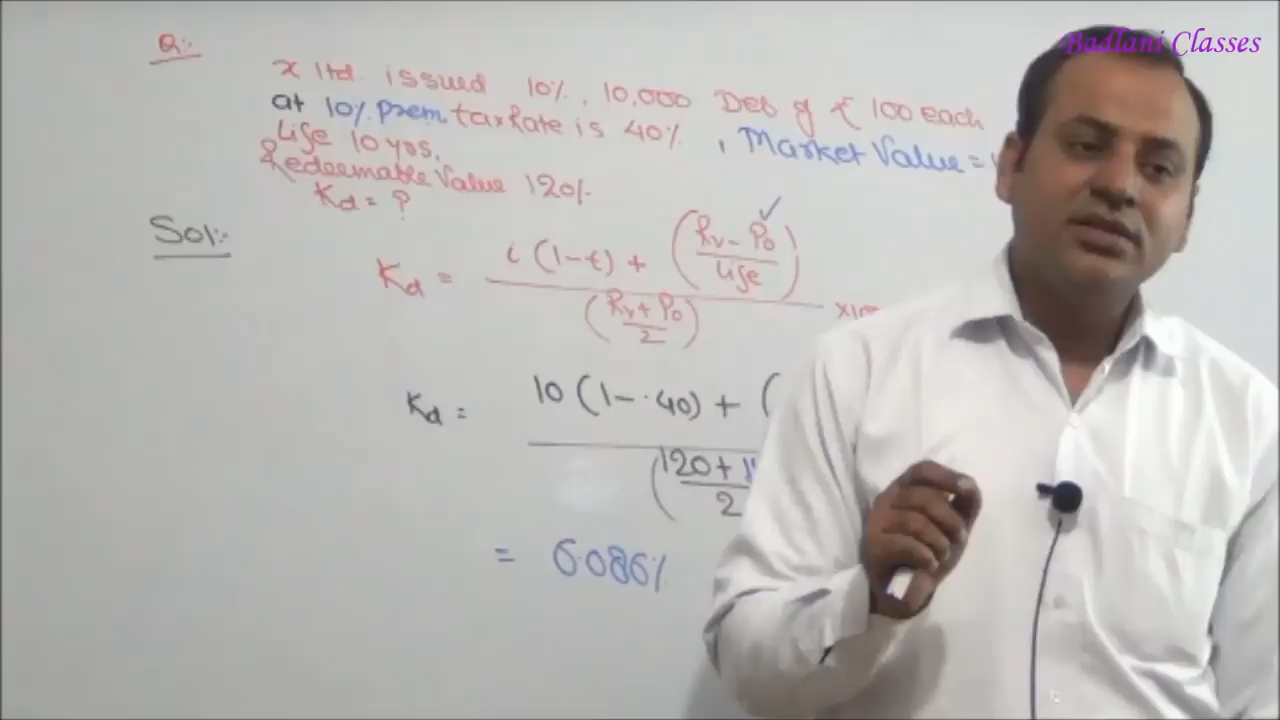 Badlani Classes
Q:-
X Ltd. issued 10%, 10,000 Deb of ₹ 100 each
at 10% prem. tax Rate is 40%, Market Value =
Life 10 yrs,
Redeemable Value 120%.
Kd = ?
Sol:-
Kd = i (1-t) + (Rv - P0 / Life) ✓
(Rv + P0 / 2) ×10
Kd = 10 (1-.40) + (
(120 + 11 / 2
= 6.086%